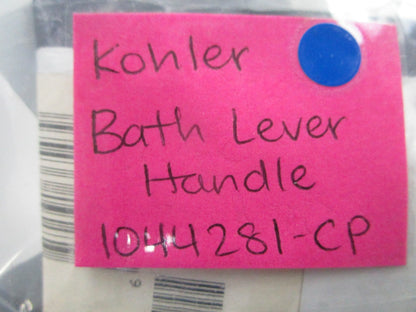 Kohler
Bath Lever
Handle
1044281-CP